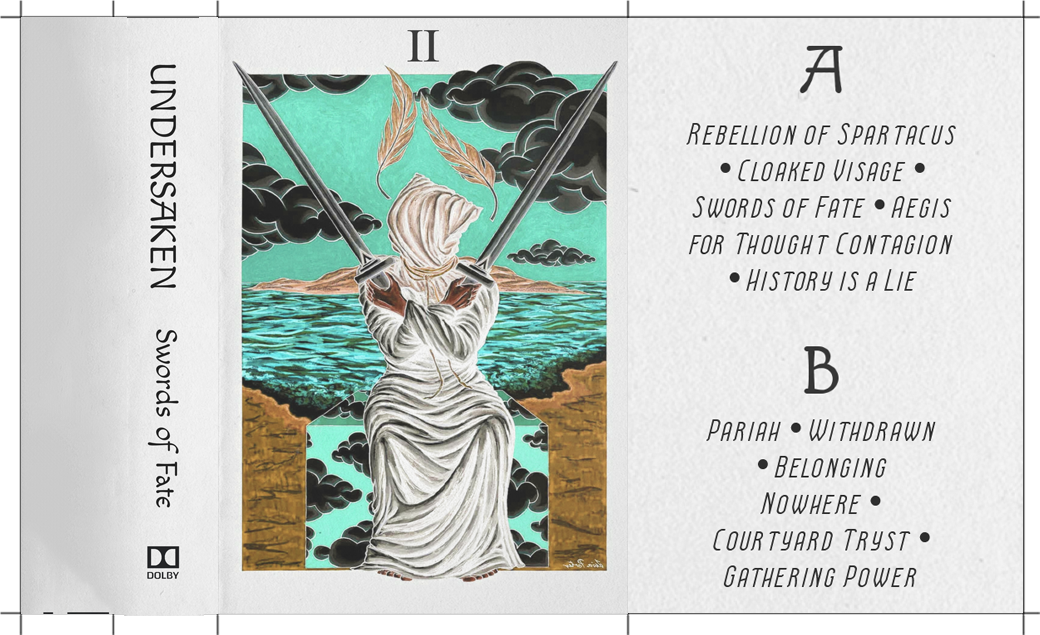 UNDERSAKEN Swords of Fate
DOLBY
II
A
REBELLION OF SPARTACUS
• CLOAKED VISAGE •
SWORDS OF FATE • AEGIS
FOR THOUGHT CONTAGION
• HISTORY IS A LIE
B
PARIAH • WITHDRAWN
• BELONGING
NOWHERE •
COURTYARD TRYST •
GATHERING POWER